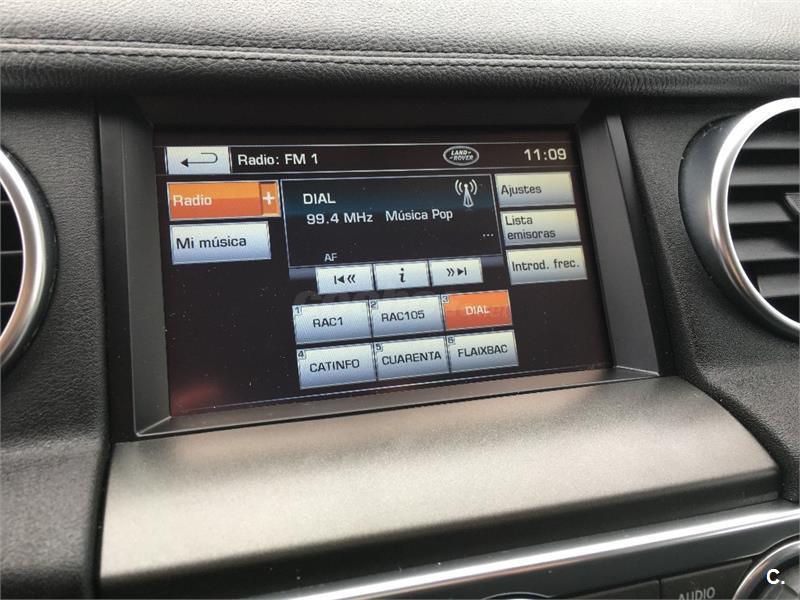 Radio: FM 1
LAND-
ROVER
11:09
Radio +
Mi música
DIAL
99.4 MHz Música Pop
...
AF
i
Ajustes
Lista
emisoras
Introd. frec.
1 RAC1
2 RAC105
3 DIAL
4 CATINFO
5 CUARENTA
6 FLAIXBAC
AUDIO
C.